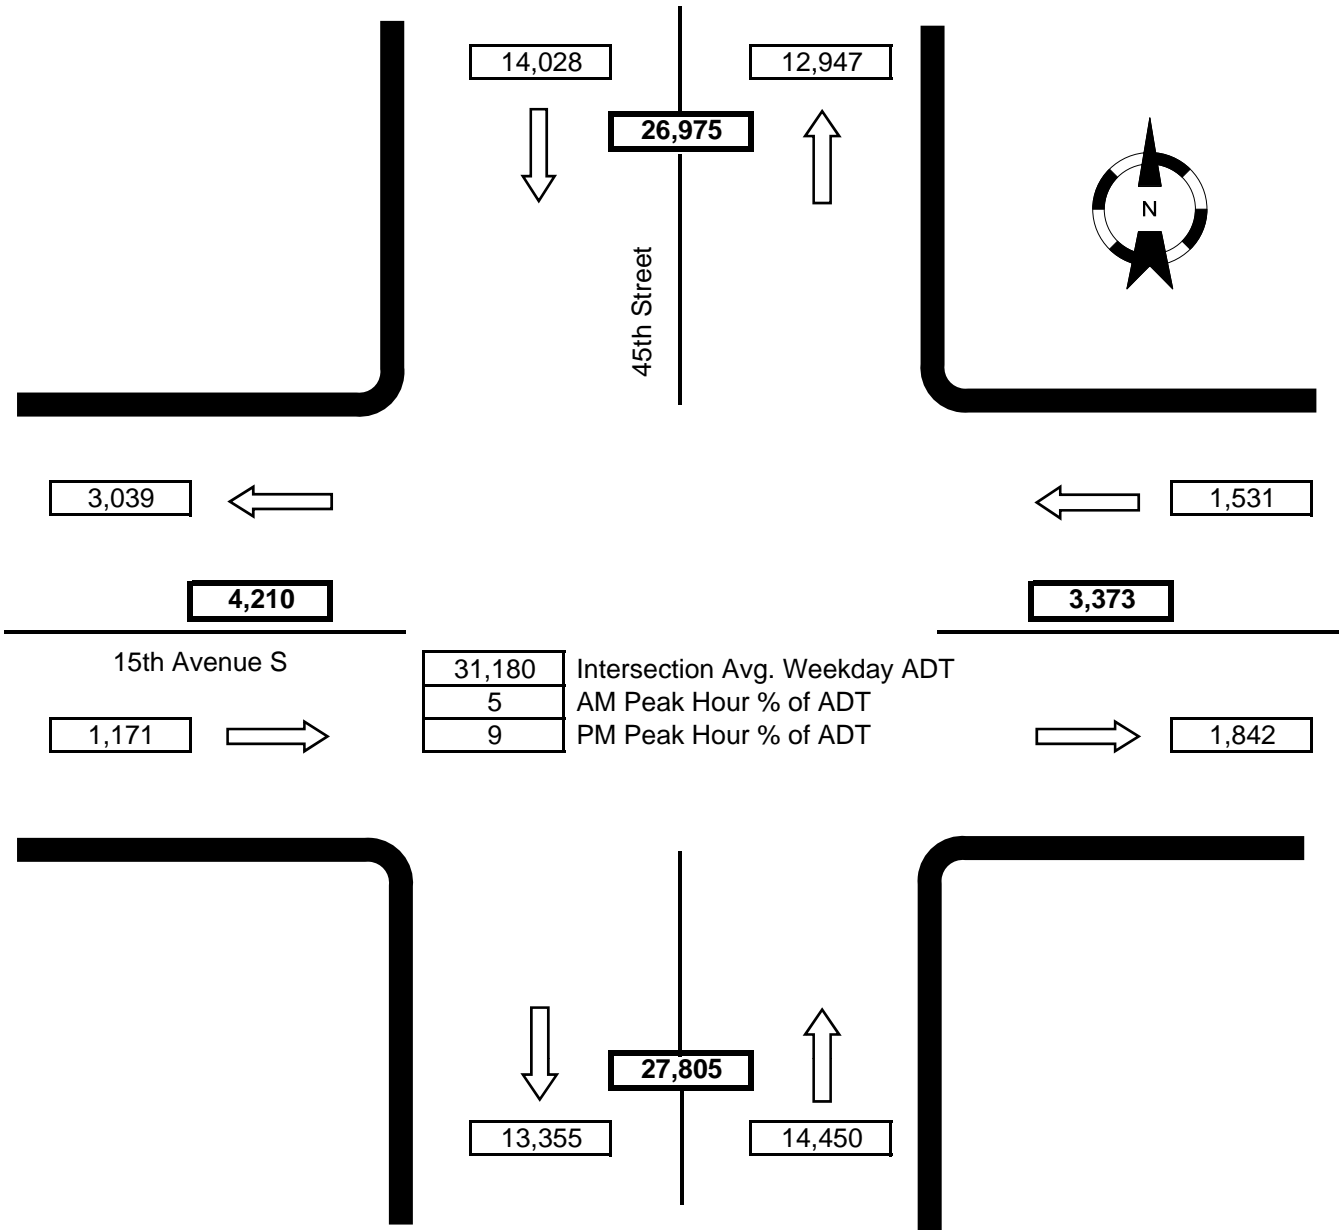 14,028
12,947
26,975
N
45th Street
3,039
1,531
4,210
3,373
15th Avenue S
31,180 Intersection Avg. Weekday ADT
5 AM Peak Hour % of ADT
9 PM Peak Hour % of ADT
1,171
1,842
27,805
13,355
14,450